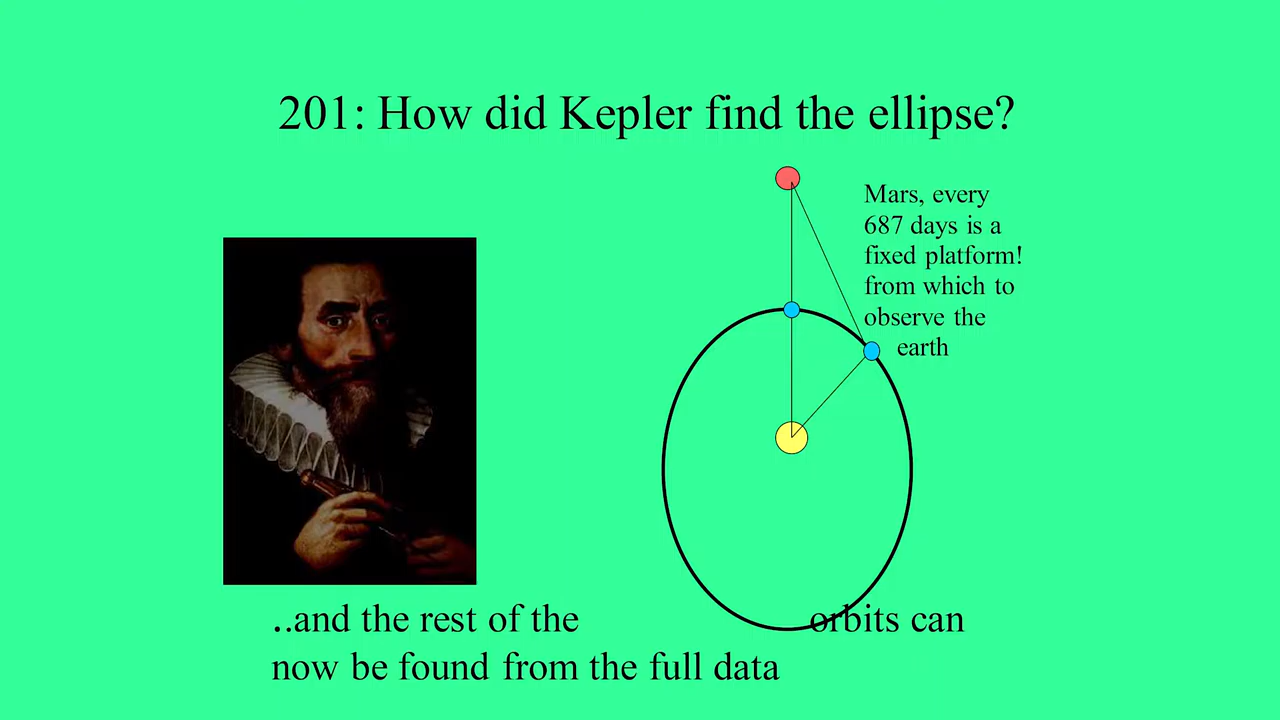 201: How did Kepler find the ellipse?
Mars, every
687 days is a
fixed platform!
from which to
observe the
earth
..and the rest of the orbits can
now be found from the full data